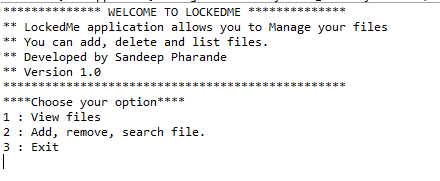 ************** WELCOME TO LOCKEDME **************
** LockedMe application allows you to Manage your files
** You can add, delete and list files.
** Developed by Sandeep Pharande
** Version 1.0
*************************************************
****Choose your option****
1 : View files
2 : Add, remove, search file.
3 : Exit